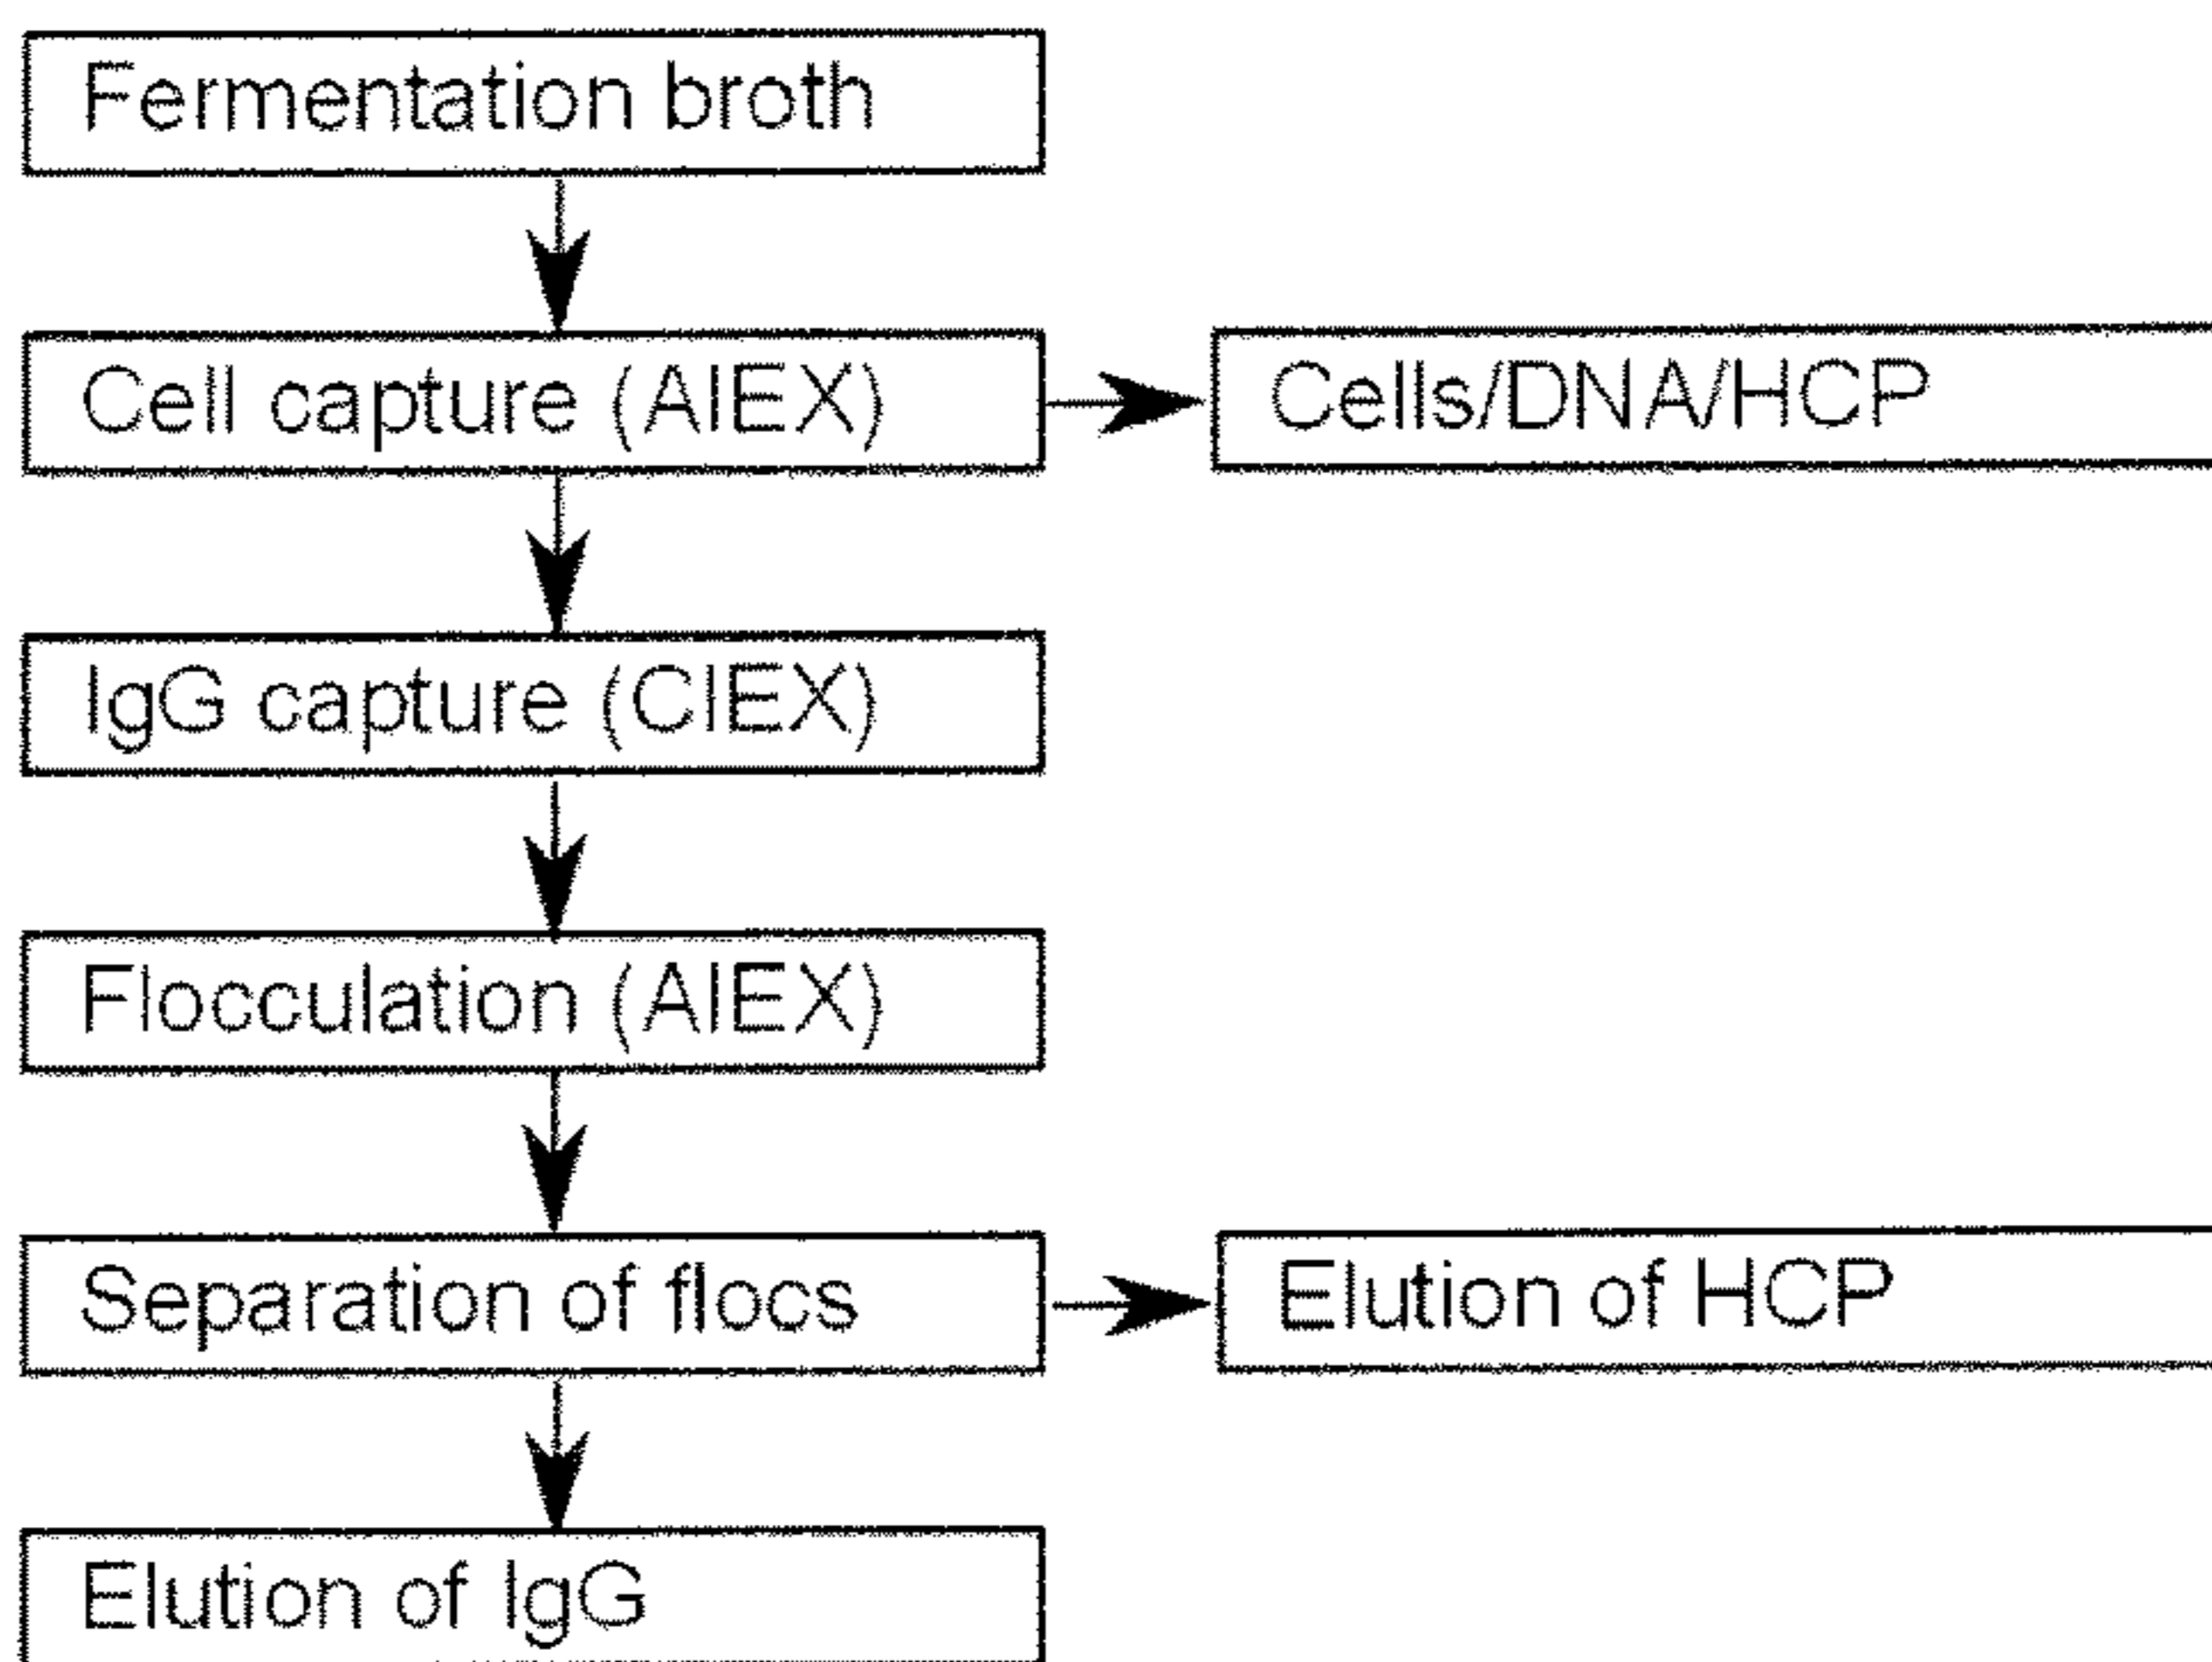 Fermentation broth
Cell capture (AIEX)
Cells/DNA/HCP
IgG capture (CIEX)
Flocculation (AIEX)
Separation of flocs
Elution of HCP
Elution of IgG